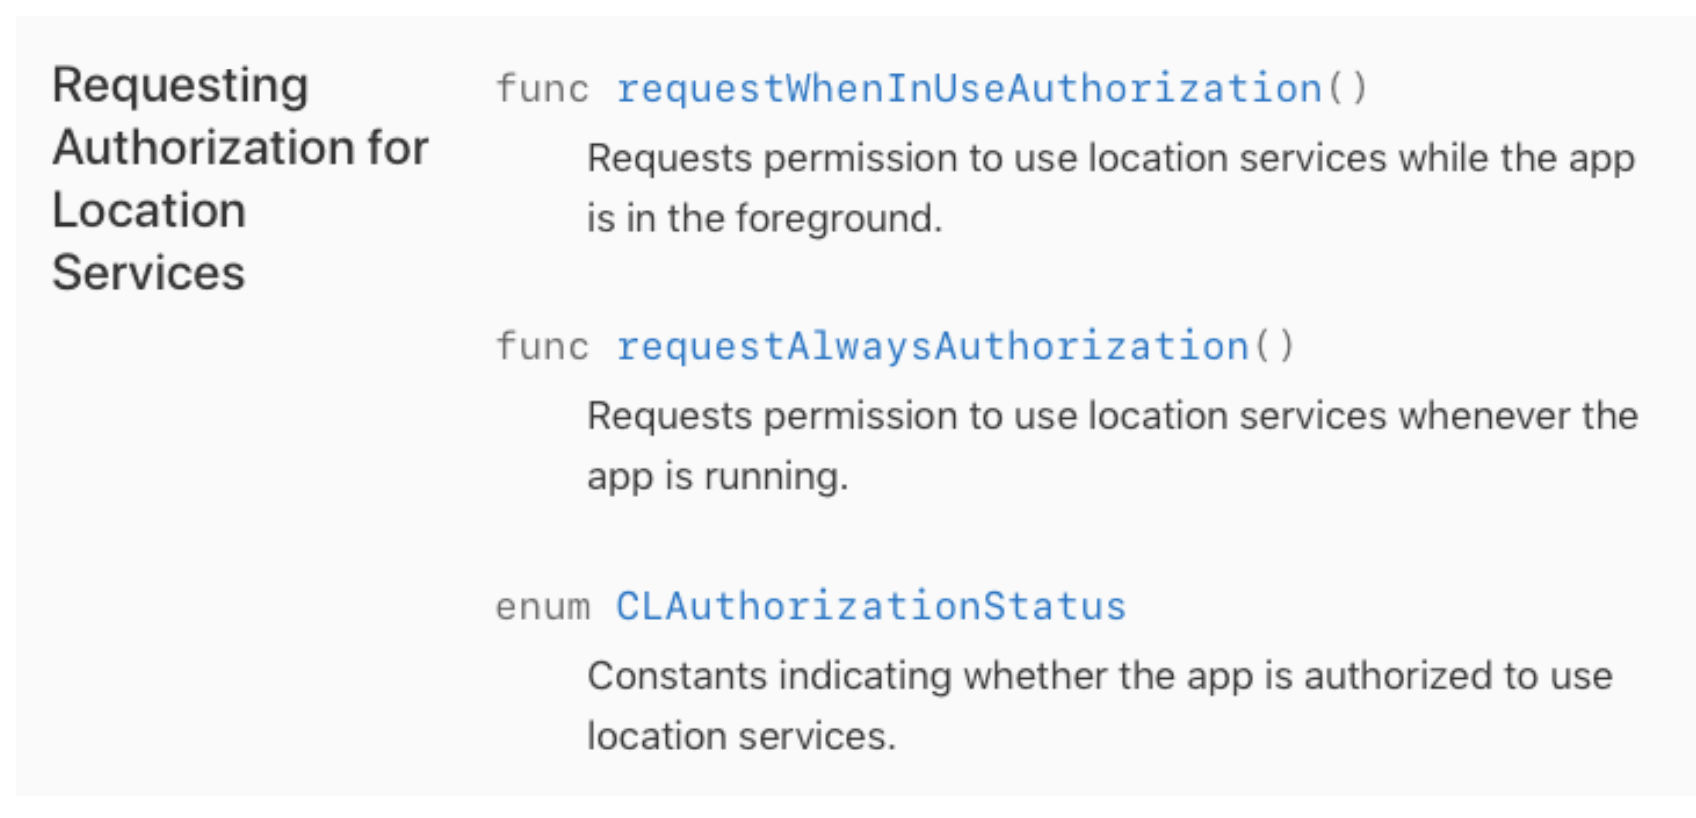 Requesting
Authorization for
Location
Services
func requestWhenInUseAuthorization()
Requests permission to use location services while the app
is in the foreground.
func requestAlwaysAuthorization()
Requests permission to use location services whenever the
app is running.
enum CLAuthorizationStatus
Constants indicating whether the app is authorized to use
location services.